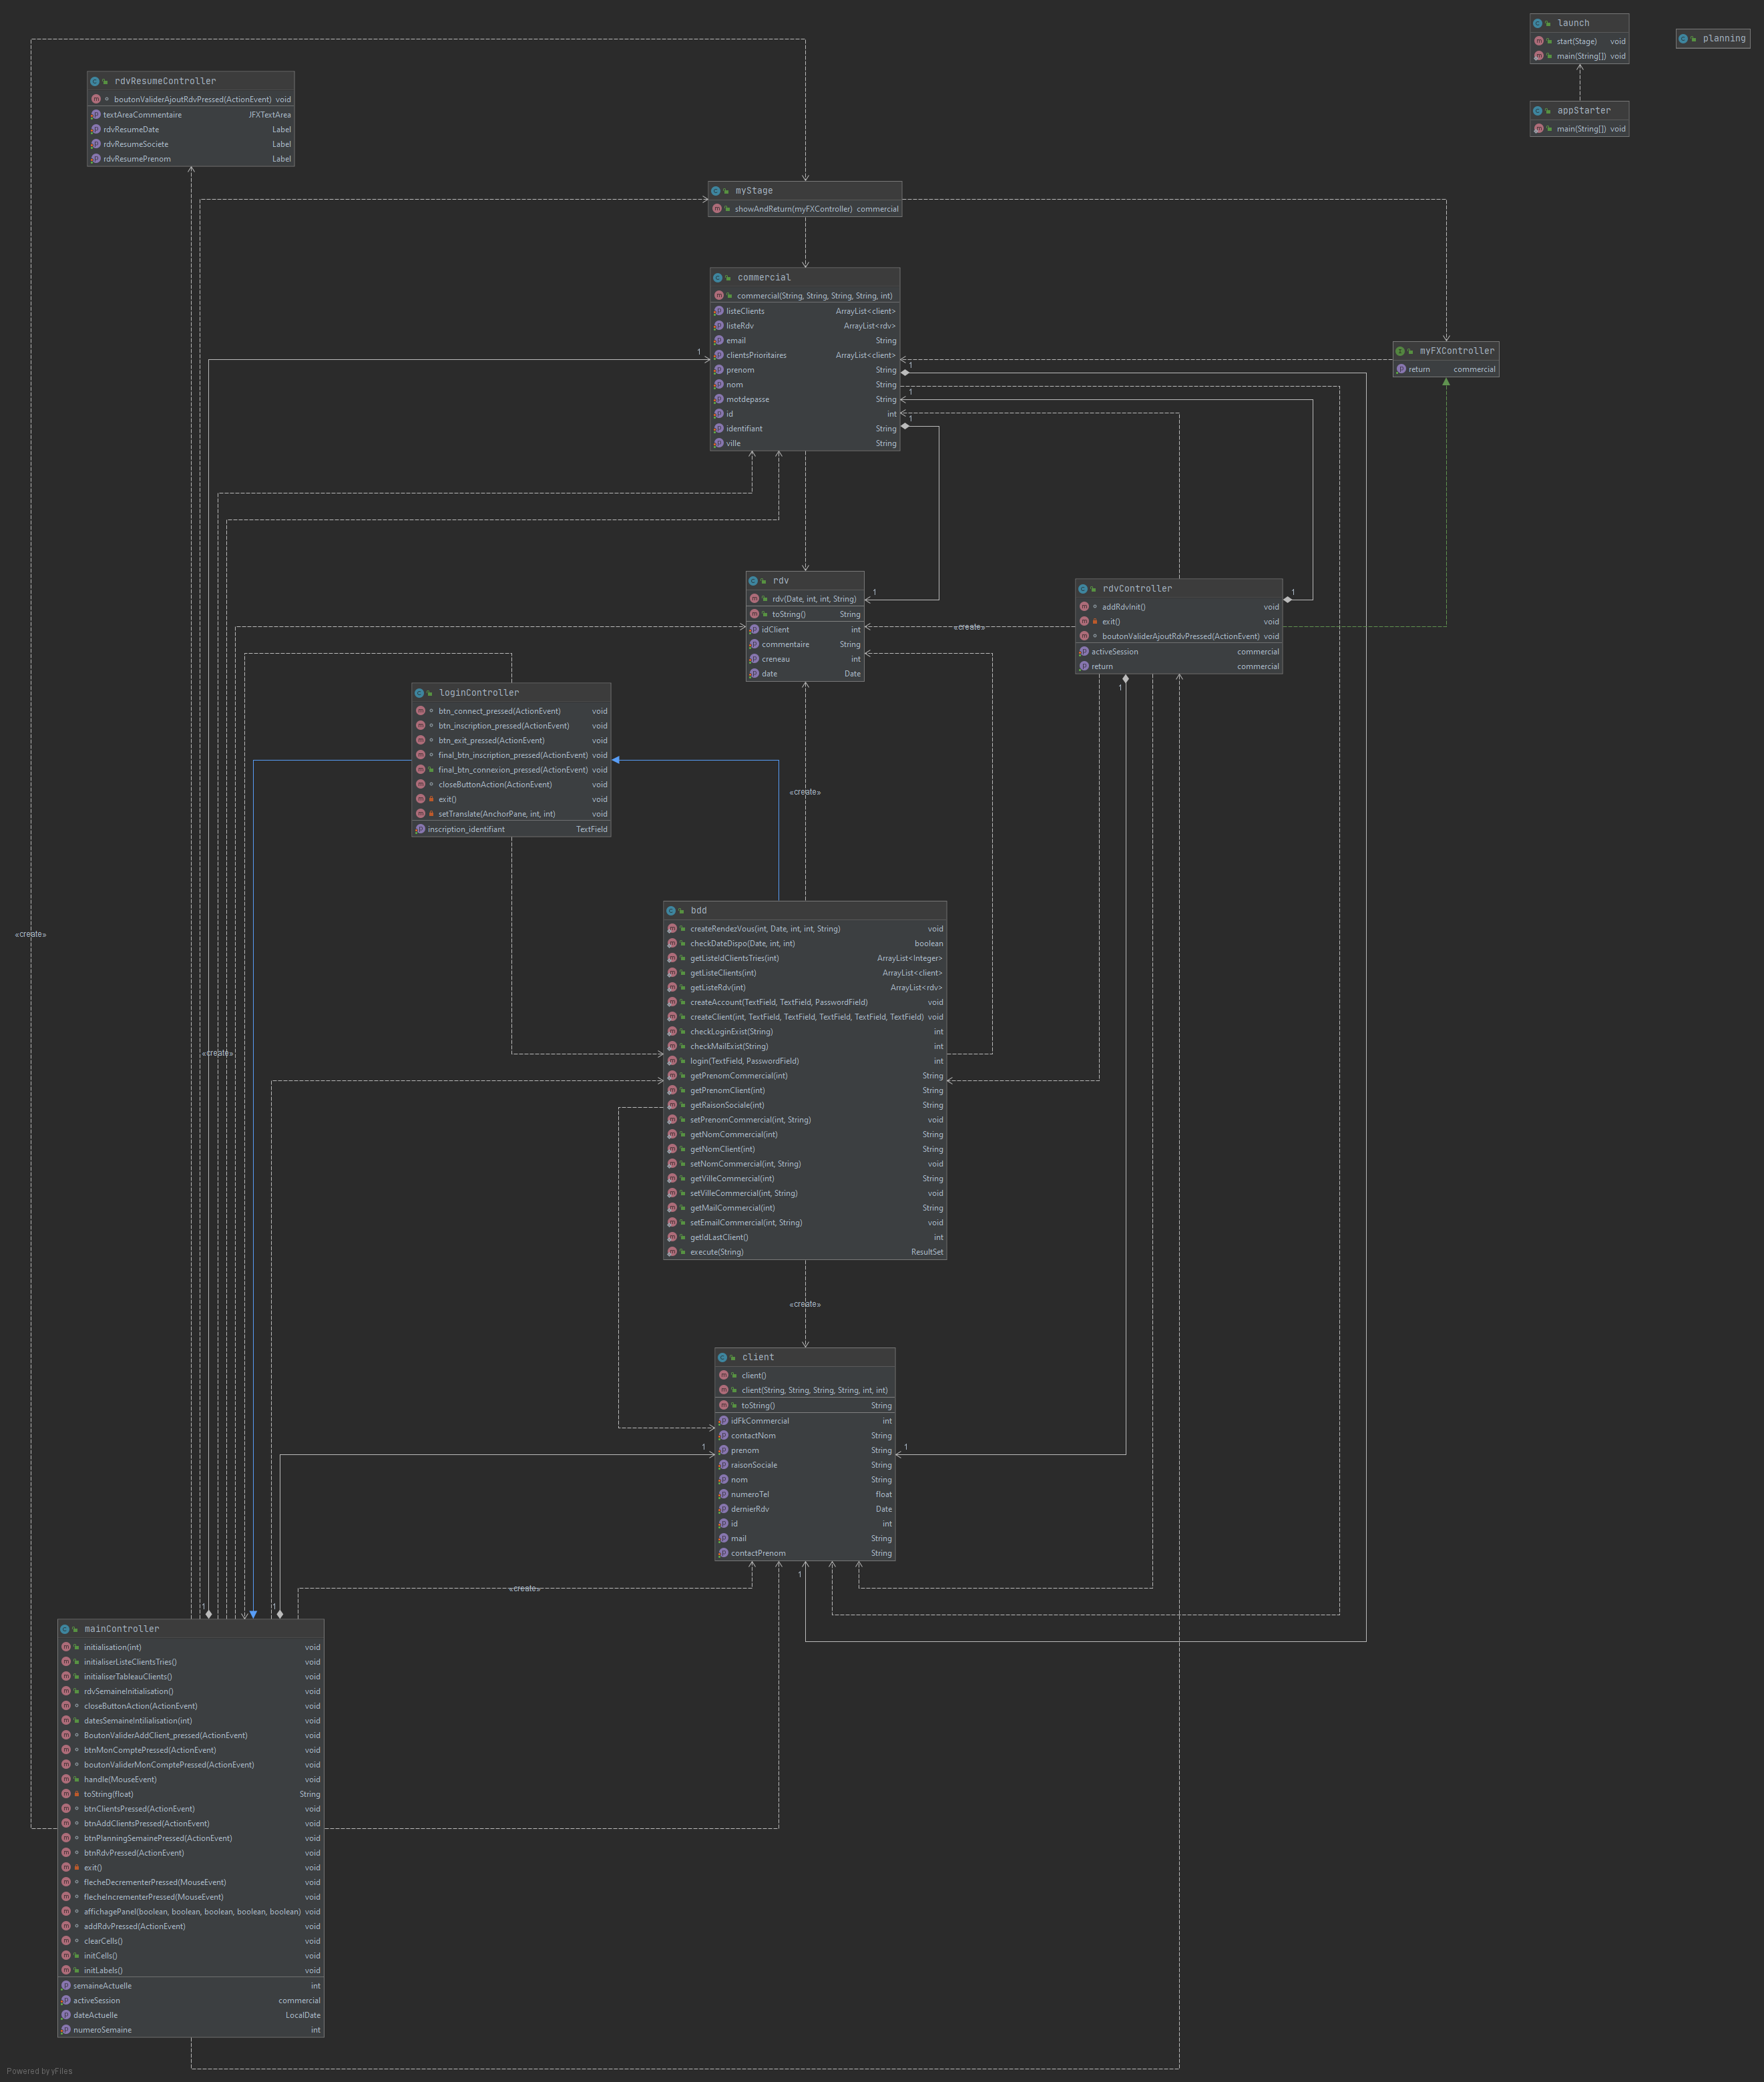 launch
start(Stage) void
main(String[]) void
planning
appStarter
main(String[]) void
rdvResumeController
boutonValiderAjoutRdvPressed(ActionEvent) void
textAreaCommentaire JFXTextArea
rdvResumeDate Label
rdvResumeSociete Label
rdvResumePrenom Label
myStage
showAndReturn(myFXController) commercial
commercial
commercial(String, String, String, String, int)
listeClients ArrayList<client>
listeRdv ArrayList<rdv>
email String
clientsPrioritaires ArrayList<client>
prenom String
nom String
motdepasse String
id int
identifiant String
ville String
1
1
1
1
myFXController
return commercial
rdv
rdv(Date, int, int, String)
toString() String
idClient int
commentaire String
creneau int
date Date
1
«create»
rdvController
addRdvInit() void
exit() void
boutonValiderAjoutRdvPressed(ActionEvent) void
activeSession commercial
return commercial
1
1
loginController
btn_connect_pressed(ActionEvent) void
btn_inscription_pressed(ActionEvent) void
btn_exit_pressed(ActionEvent) void
final_btn_inscription_pressed(ActionEvent) void
final_btn_connexion_pressed(ActionEvent) void
closeButtonAction(ActionEvent) void
exit() void
setTranslate(AnchorPane, int, int) void
inscription_identifiant TextField
«create»
bdd
createRendezVous(int, Date, int, int, String) void
checkDateDispo(Date, int, int) boolean
getListeIdClientsTries(int) ArrayList<Integer>
getListeClients(int) ArrayList<client>
getListeRdv(int) ArrayList<rdv>
createAccount(TextField, TextField, PasswordField) void
createClient(int, TextField, TextField, TextField, TextField, TextField) void
checkLoginExist(String) int
checkMailExist(String) int
login(TextField, PasswordField) int
getPrenomCommercial(int) String
getPrenomClient(int) String
getRaisonSociale(int) String
setPrenomCommercial(int, String) void
getNomCommercial(int) String
getNomClient(int) String
setNomCommercial(int, String) void
getVilleCommercial(int) String
setVilleCommercial(int, String) void
getMailCommercial(int) String
setEmailCommercial(int, String) void
getIdLastClient() int
execute(String) ResultSet
«create»
«create»
«create»
client
client()
client(String, String, String, String, int, int)
toString() String
idFkCommercial int
contactNom String
prenom String
raisonSociale String
nom String
numeroTel float
dernierRdv Date
id int
mail String
contactPrenom String
1
1
1
«create»
1
1
mainController
initialisation(int) void
initialiserListeClientsTries() void
initialiserTableauClients() void
rdvSemaineInitialisation() void
closeButtonAction(ActionEvent) void
datesSemaineIntilialisation(int) void
BoutonValiderAddClient_pressed(ActionEvent) void
btnMonComptePressed(ActionEvent) void
boutonValiderMonComptePressed(ActionEvent) void
handle(MouseEvent) void
toString(float) String
btnClientsPressed(ActionEvent) void
btnAddClientsPressed(ActionEvent) void
btnPlanningSemainePressed(ActionEvent) void
btnRdvPressed(ActionEvent) void
exit() void
flecheDecrementerPressed(MouseEvent) void
flecheIncrementerPressed(MouseEvent) void
affichagePanel(boolean, boolean, boolean, boolean, boolean) void
addRdvPressed(ActionEvent) void
clearCells() void
initCells() void
initLabels() void
semaineActuelle int
activeSession commercial
dateActuelle LocalDate
numeroSemaine int
Powered by yFiles